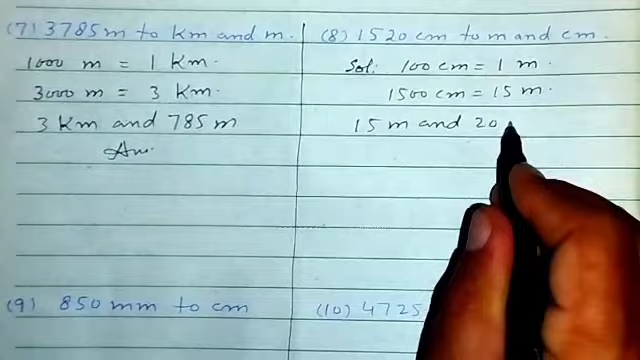 (7) 3785m to Km and m.
1000 m = 1 Km.
3000 m = 3 Km.
3 Km and 785 m
Ans.
(8) 1520 cm to m and cm.
Sol: 100 cm = 1 m.
1500 cm = 15 m.
15 m and 20
(9) 850 mm to cm
(10) 4725